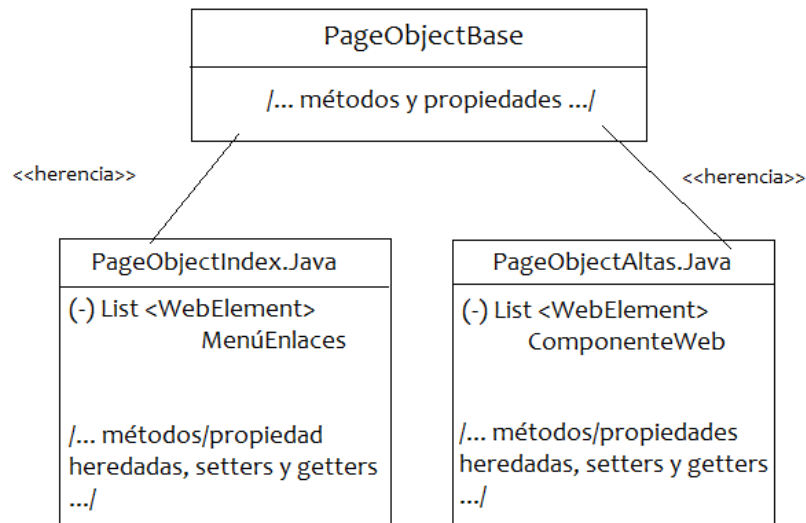 PageObjectBase
/... métodos y propiedades .../
<<herencia>>
<<herencia>>
PageObjectIndex.Java
(-) List <WebElement>
MenúEnlaces
/... métodos/propiedad
heredadas, setters y getters
.../
PageObjectAltas.Java
(-) List <WebElement>
ComponenteWeb
/... métodos/propiedades
heredadas, setters y getters
.../